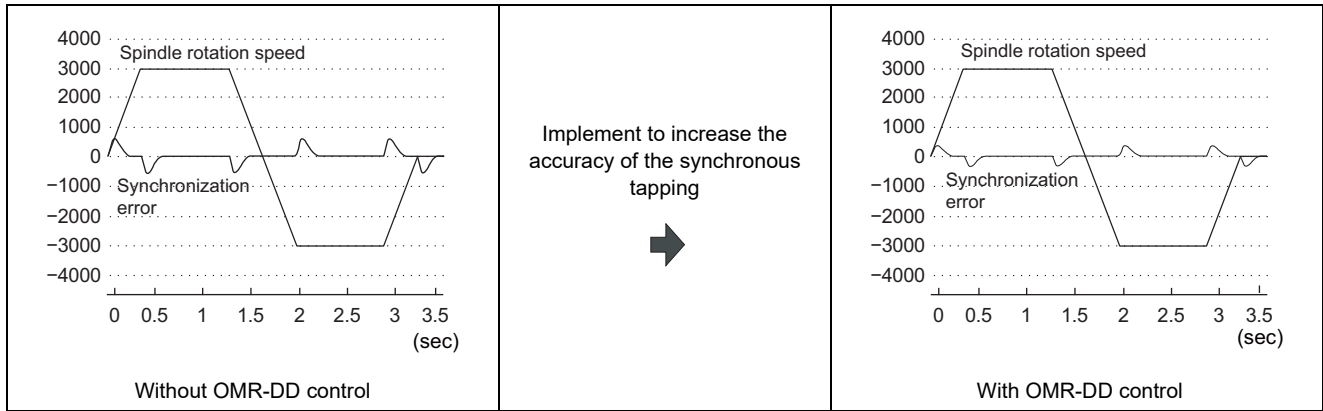 4000
Spindle rotation speed
3000
2000
1000
0
−1000
Synchronization
error
−2000
−3000
−4000
0 0.5 1 1.5 2 2.5 3 3.5
(sec)
Without OMR-DD control
Implement to increase the
accuracy of the synchronous
tapping
4000
Spindle rotation speed
3000
2000
1000
0
−1000
Synchronization
error
−2000
−3000
−4000
0 0.5 1 1.5 2 2.5 3 3.5
(sec)
With OMR-DD control